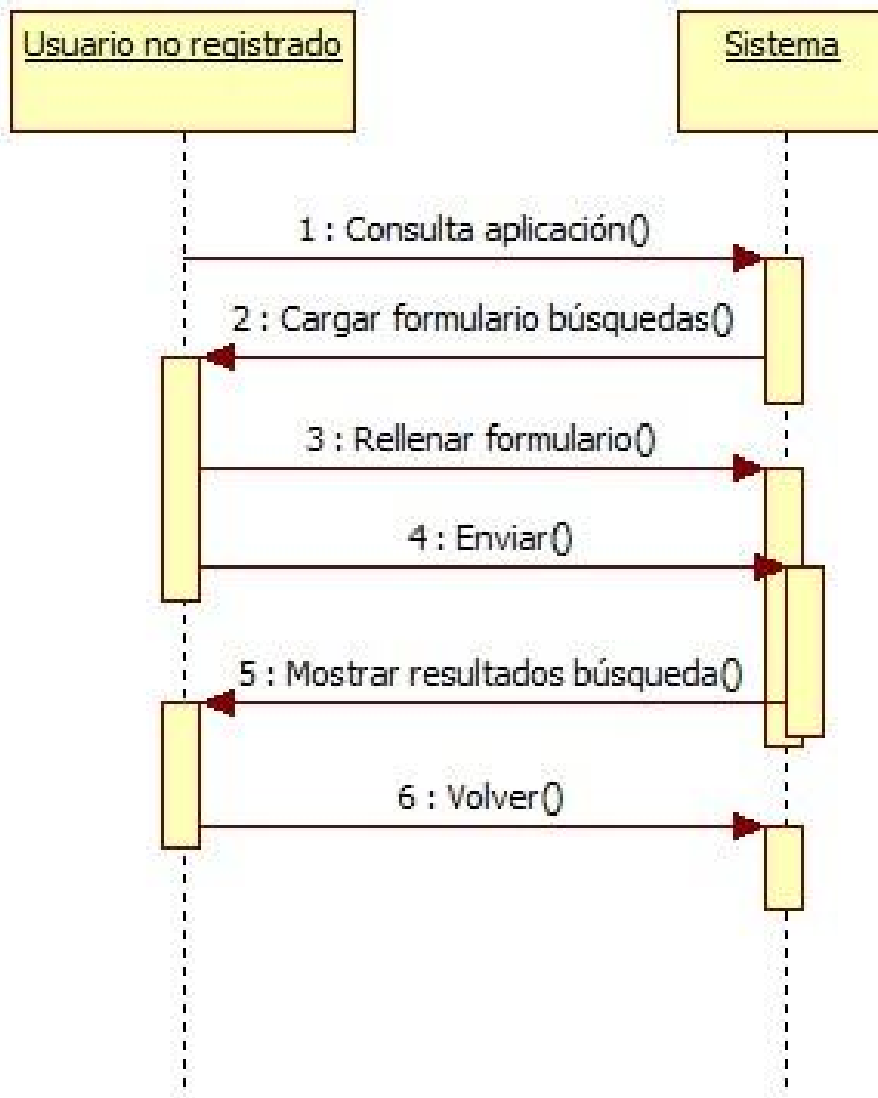 Usuario no registrado
Sistema
1 : Consulta aplicación()
2 : Cargar formulario búsquedas()
3 : Rellenar formulario()
4 : Enviar()
5 : Mostrar resultados búsqueda()
6 : Volver()